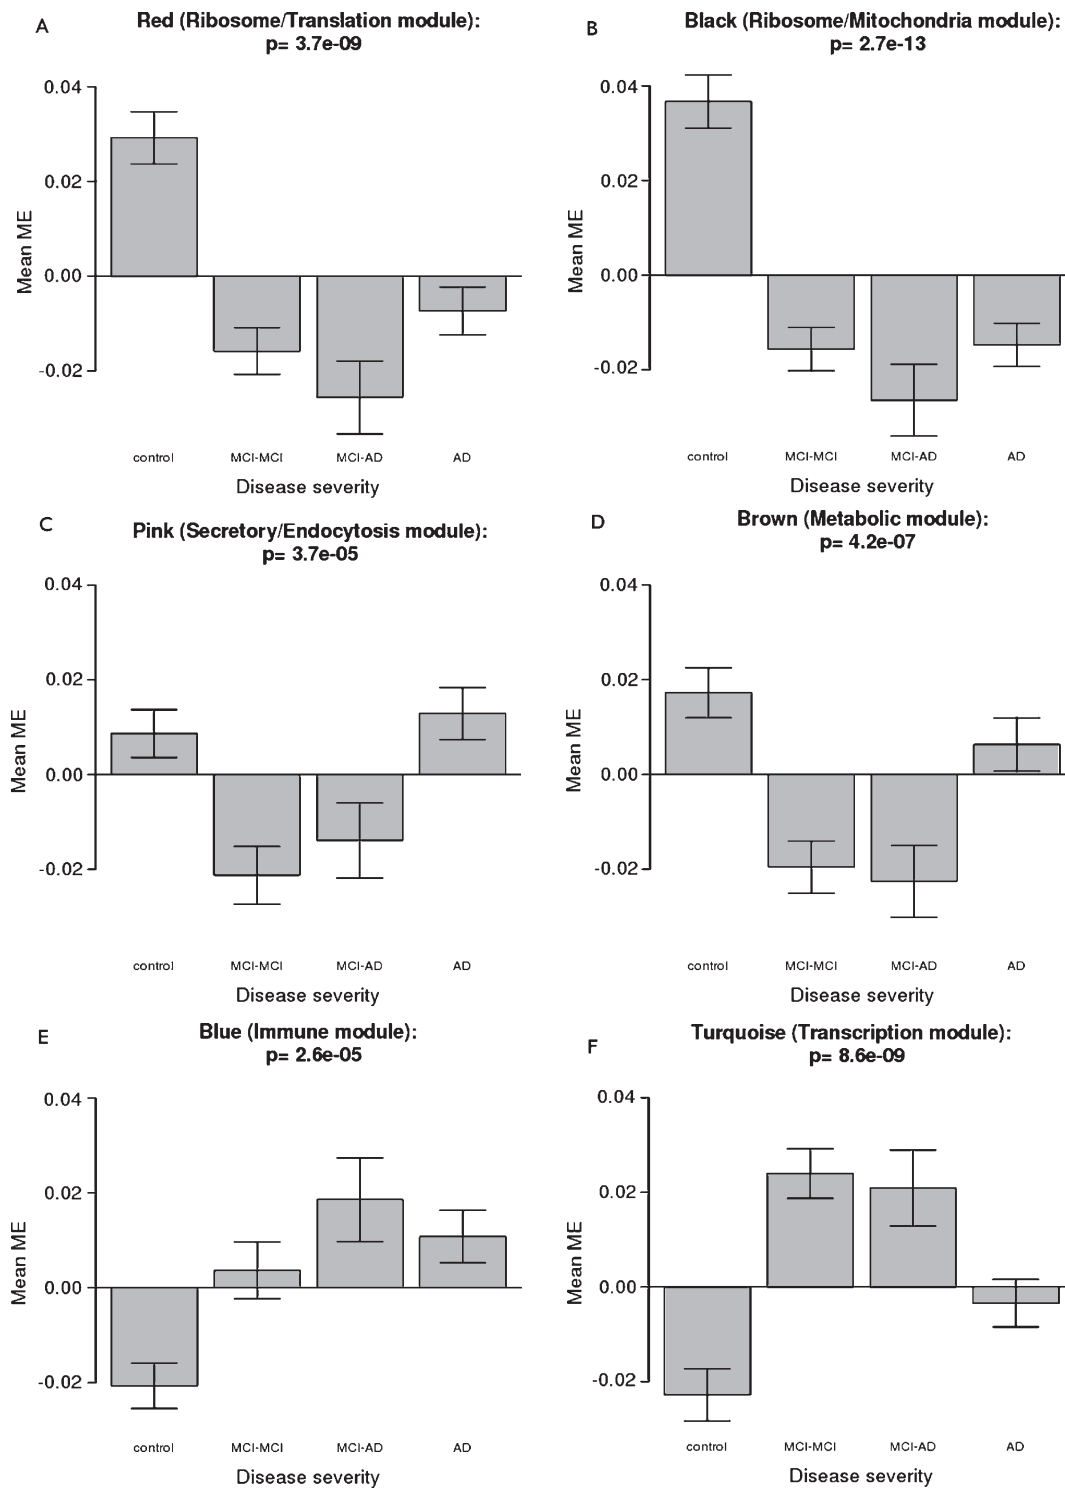 A
Red (Ribosome/Translation module):
p= 3.7e-09
0.04
0.02
0.00
-0.02
Mean ME
control
MCI-MCI
MCI-AD
AD
Disease severity
B
Black (Ribosome/Mitochondria module):
p= 2.7e-13
0.04
0.02
0.00
-0.02
Mean ME
control
MCI-MCI
MCI-AD
AD
Disease severity
C
Pink (Secretory/Endocytosis module):
p= 3.7e-05
0.04
0.02
0.00
-0.02
Mean ME
control
MCI-MCI
MCI-AD
AD
Disease severity
D
Brown (Metabolic module):
p= 4.2e-07
0.04
0.02
0.00
-0.02
Mean ME
control
MCI-MCI
MCI-AD
AD
Disease severity
E
Blue (Immune module):
p= 2.6e-05
0.04
0.02
0.00
-0.02
Mean ME
control
MCI-MCI
MCI-AD
AD
Disease severity
F
Turquoise (Transcription module):
p= 8.6e-09
0.04
0.02
0.00
-0.02
Mean ME
control
MCI-MCI
MCI-AD
AD
Disease severity